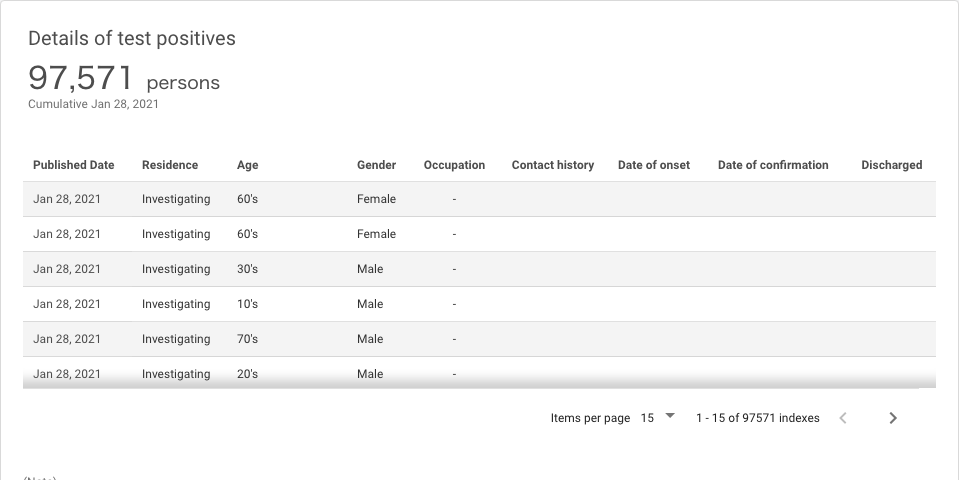 Details of test positives
97,571 persons
Cumulative Jan 28, 2021
Published Date Residence Age Gender Occupation Contact history Date of onset Date of confirmation Discharged
Jan 28, 2021 Investigating 60's Female -
Jan 28, 2021 Investigating 60's Female -
Jan 28, 2021 Investigating 30's Male -
Jan 28, 2021 Investigating 10's Male -
Jan 28, 2021 Investigating 70's Male -
Jan 28, 2021 Investigating 20's Male -
Items per page 15 1 - 15 of 97571 indexes